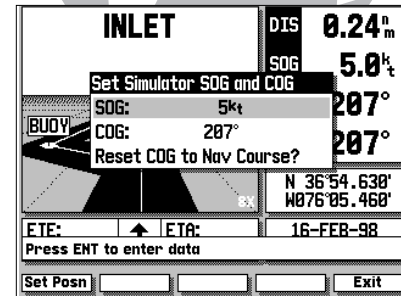 INLET
DIS 0.24nm
SOG 5.0kt
Set Simulator SOG and COG
SOG: 5kt
COG: 207°
Reset COG to Nav Course?
207°
207°
BUOY
8X
N 36°54.630'
W076°05.460'
ETE: ETA: 16-FEB-98
Press ENT to enter data
Set Posn Exit